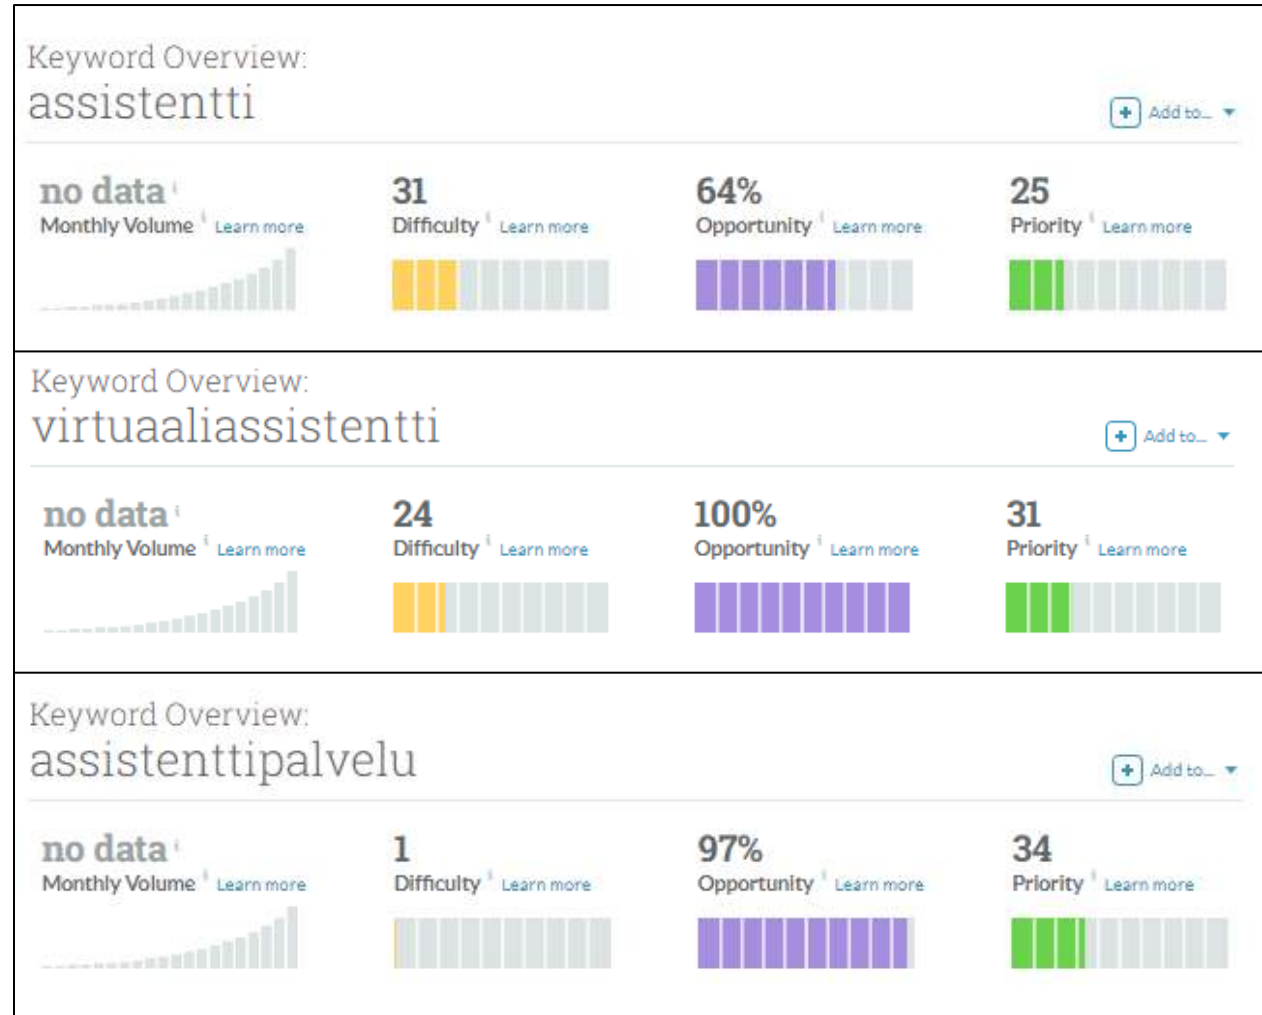 Keyword Overview:
assistentti
+ Add to...
no data i
31
64%
25
Monthly Volume i Learn more
Difficulty i Learn more
Opportunity i Learn more
Priority i Learn more
Keyword Overview:
virtuaaliassistentti
+ Add to...
no data i
24
100%
31
Monthly Volume i Learn more
Difficulty i Learn more
Opportunity i Learn more
Priority i Learn more
Keyword Overview:
assistenttipalvelu
+ Add to...
no data i
1
97%
34
Monthly Volume i Learn more
Difficulty i Learn more
Opportunity i Learn more
Priority i Learn more